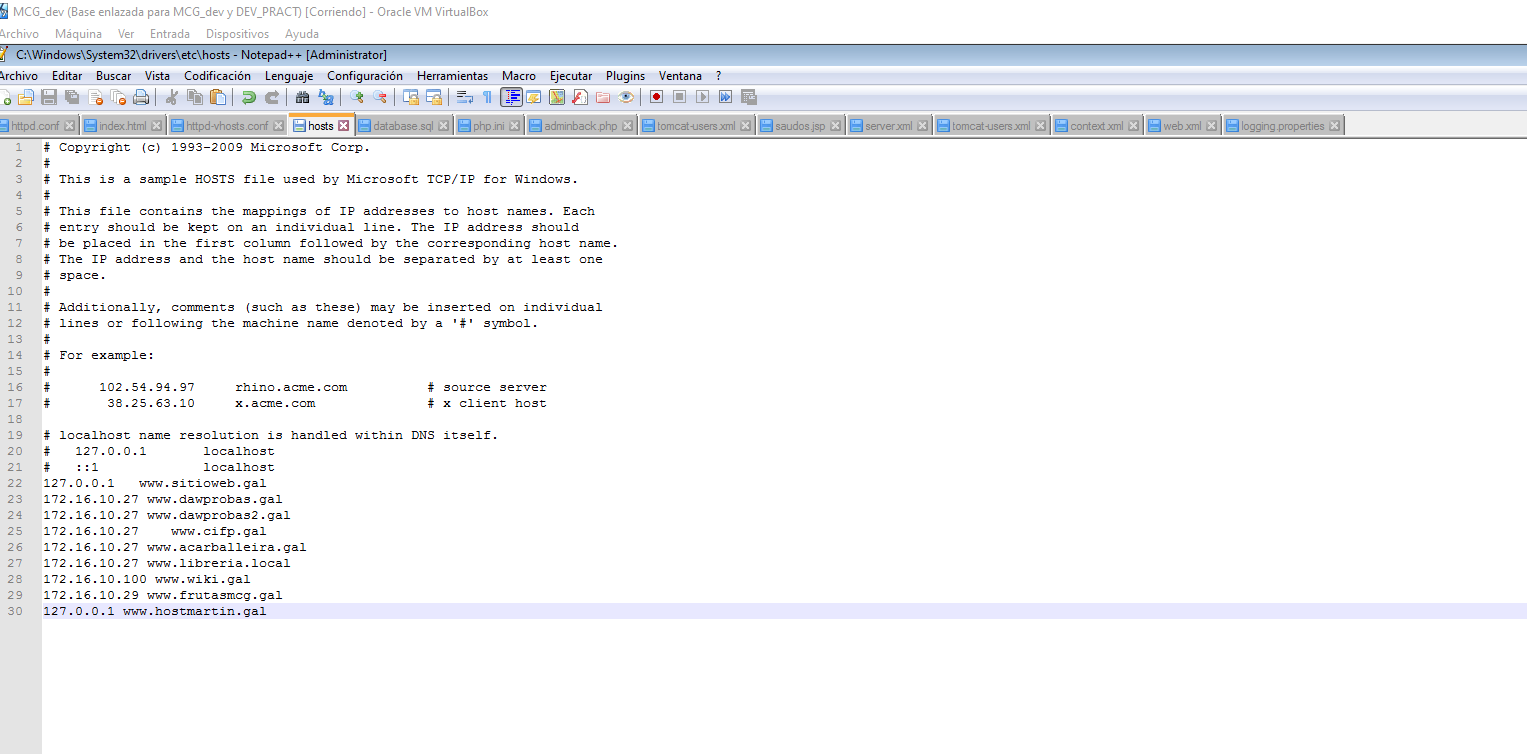 MCG_dev (Base enlazada para MCG_dev y DEV_PRACT) [Corriendo] - Oracle VM VirtualBox
Archivo Máquina Ver Entrada Dispositivos Ayuda
C:\Windows\System32\drivers\etc\hosts - Notepad++ [Administrator]
Archivo Editar Buscar Vista Codificación Lenguaje Configuración Herramientas Macro Ejecutar Plugins Ventana ?
httpd.conf index.html httpd-vhosts.conf hosts database.sql php.ini adminback.php tomcat-users.xml saudos.jsp server.xml tomcat-users.xml context.xml web.xml logging.properties
1 # Copyright (c) 1993-2009 Microsoft Corp.
2 #
3 # This is a sample HOSTS file used by Microsoft TCP/IP for Windows.
4 #
5 # This file contains the mappings of IP addresses to host names. Each
6 # entry should be kept on an individual line. The IP address should
7 # be placed in the first column followed by the corresponding host name.
8 # The IP address and the host name should be separated by at least one
9 # space.
10 #
11 # Additionally, comments (such as these) may be inserted on individual
12 # lines or following the machine name denoted by a '#' symbol.
13 #
14 # For example:
15 #
16 # 102.54.94.97 rhino.acme.com # source server
17 # 38.25.63.10 x.acme.com # x client host
18
19 # localhost name resolution is handled within DNS itself.
20 # 127.0.0.1 localhost
21 # ::1 localhost
22 127.0.0.1 www.sitioweb.gal
23 172.16.10.27 www.dawprobas.gal
24 172.16.10.27 www.dawprobas2.gal
25 172.16.10.27 www.cifp.gal
26 172.16.10.27 www.acarballeira.gal
27 172.16.10.27 www.libreria.local
28 172.16.10.100 www.wiki.gal
29 172.16.10.29 www.frutasmcg.gal
30 127.0.0.1 www.hostmartin.gal